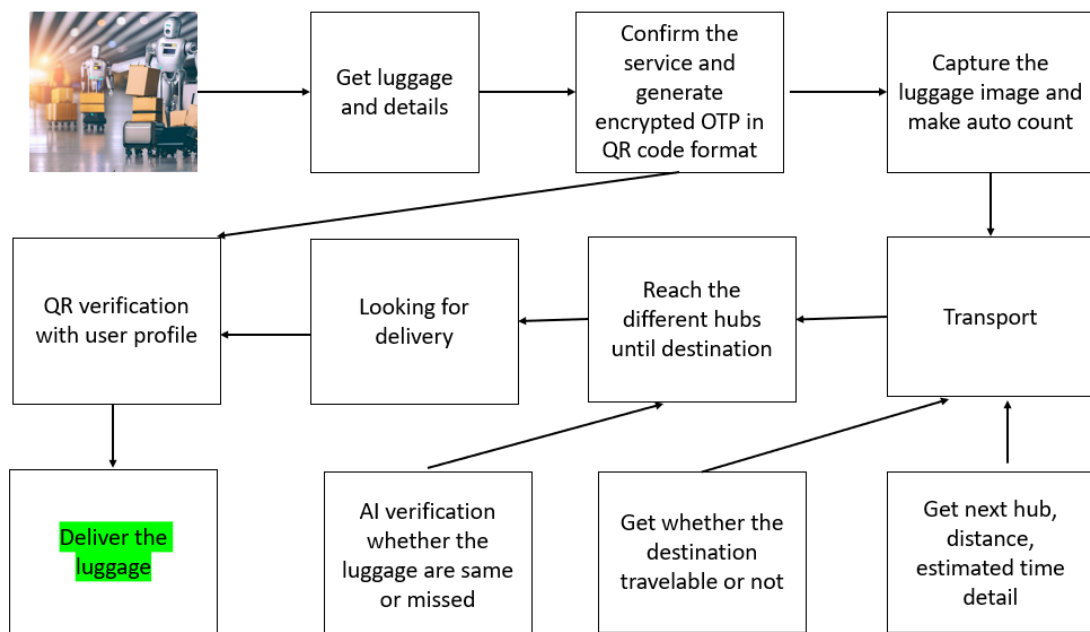 Get luggage
and details
Confirm the
service and
generate
encrypted OTP in
QR code format
Capture the
luggage image and
make auto count
QR verification
with user profile
Looking for
delivery
Reach the
different hubs
until destination
Transport
Deliver the
luggage
AI verification
whether the
luggage are same
or missed
Get whether the
destination
travelable or not
Get next hub,
distance,
estimated time
detail